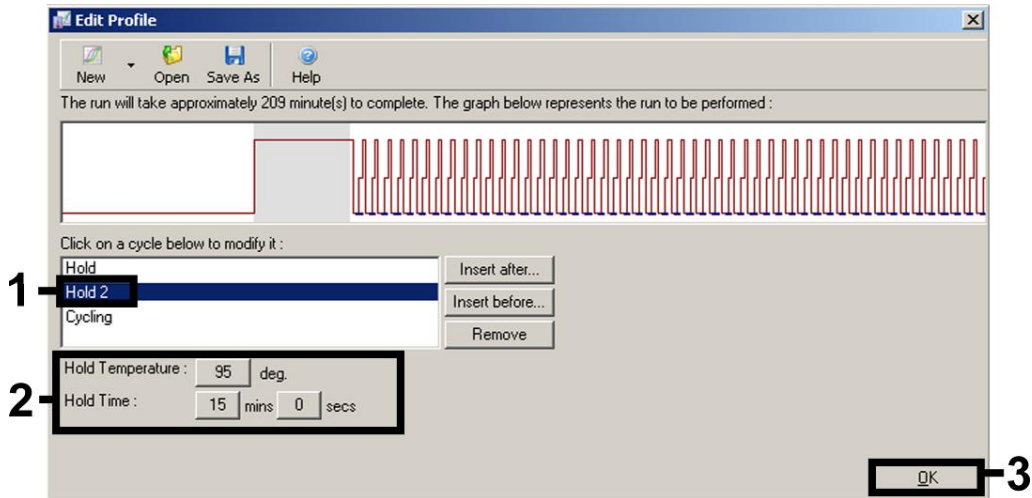 Edit Profile
New Open Save As Help
The run will take approximately 209 minute(s) to complete. The graph below represents the run to be performed :
Click on a cycle below to modify it :
Hold
Insert after...
1
Hold 2
Insert before...
Cycling
Remove
2
Hold Temperature : 95 deg.
Hold Time : 15 mins 0 secs
OK
3